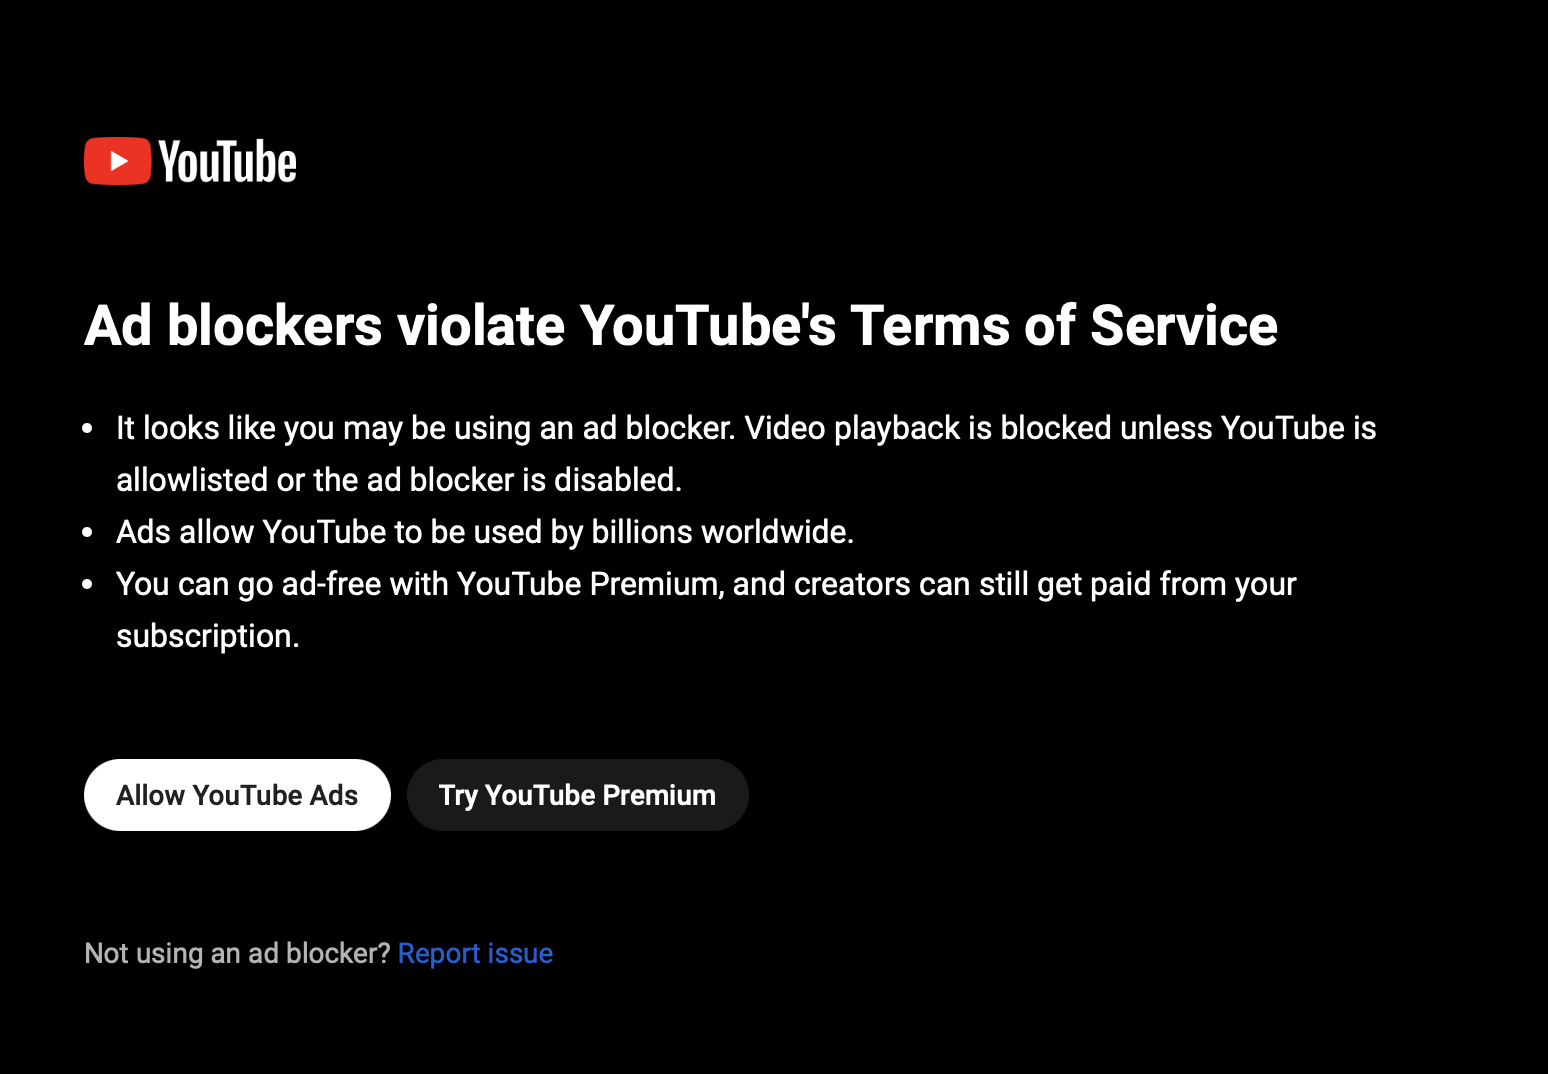 YouTube
Ad blockers violate YouTube's Terms of Service
• It looks like you may be using an ad blocker. Video playback is blocked unless YouTube is
allowlisted or the ad blocker is disabled.
• Ads allow YouTube to be used by billions worldwide.
• You can go ad-free with YouTube Premium, and creators can still get paid from your
subscription.
Allow YouTube Ads
Try YouTube Premium
Not using an ad blocker? Report issue